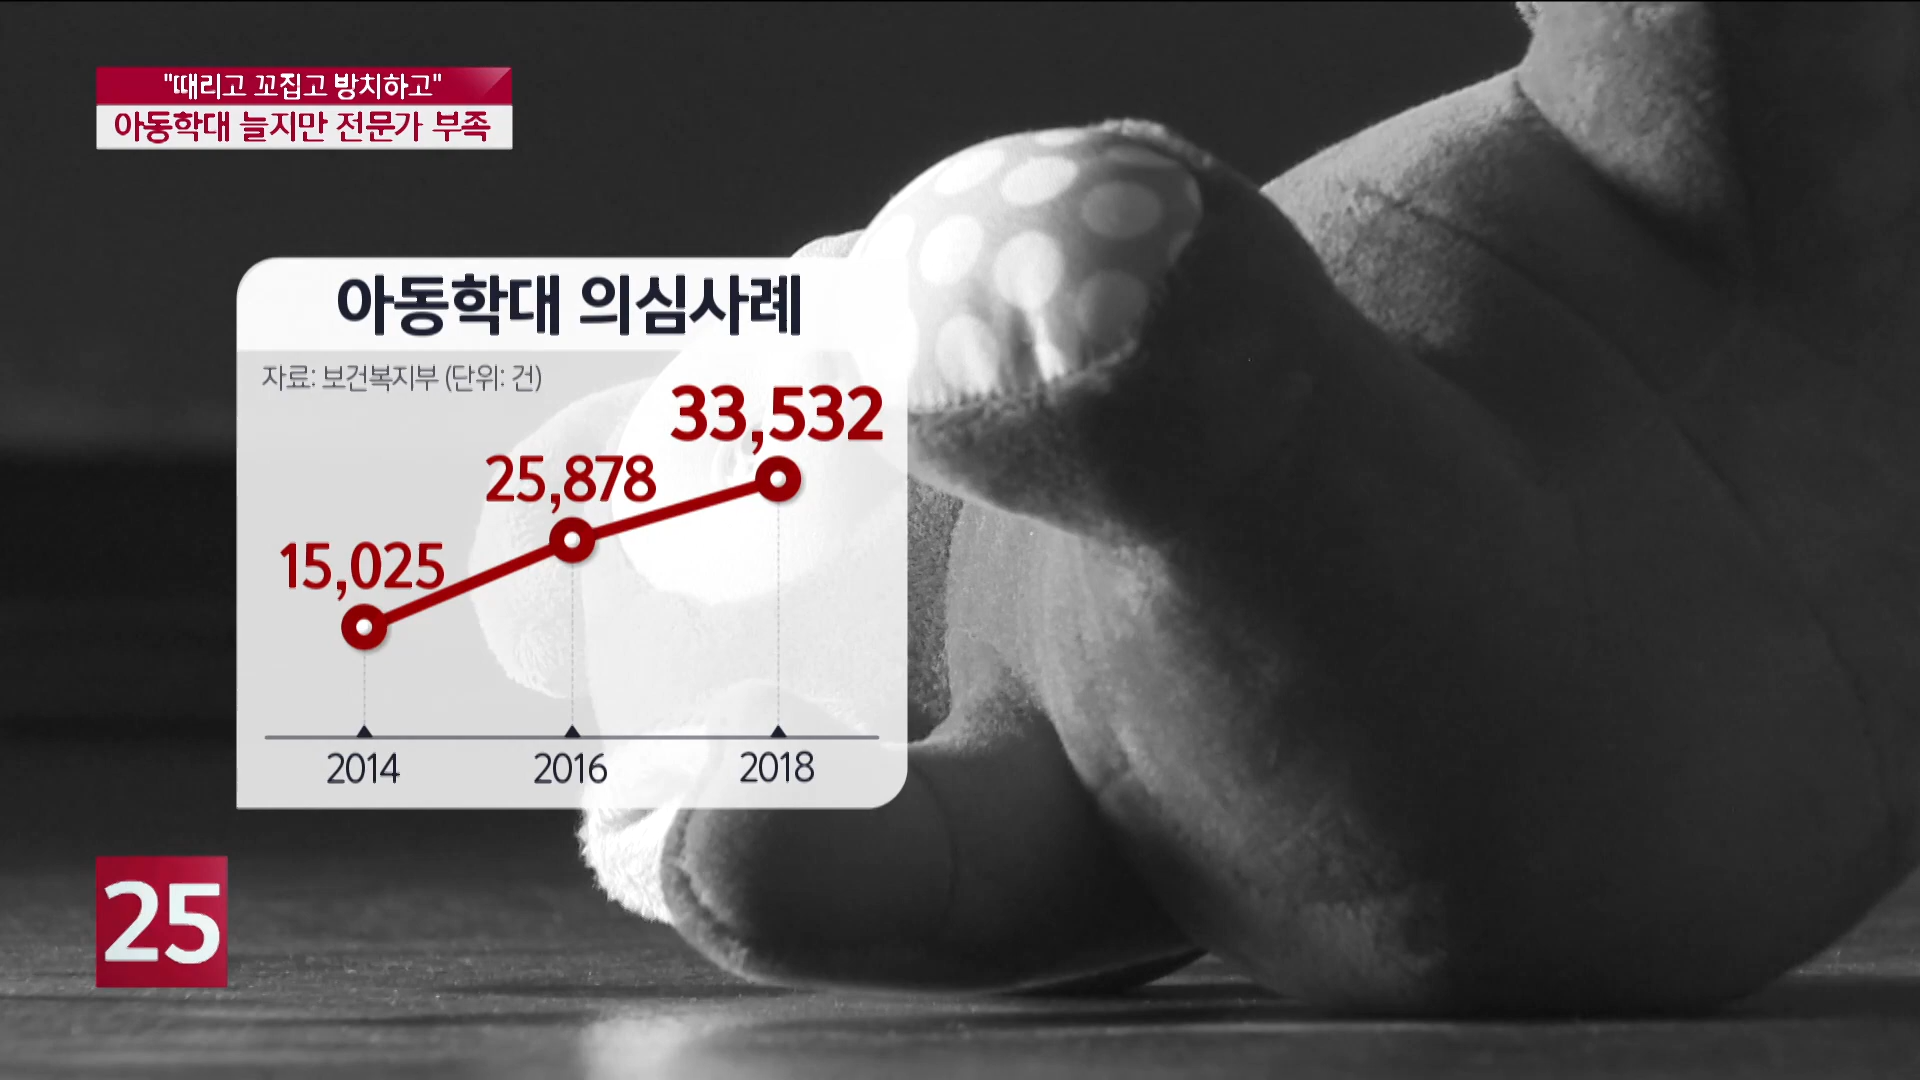 "때리고 꼬집고 방치하고"
아동학대 늘지만 전문가 부족
아동학대 의심사례
자료: 보건복지부 (단위: 건)
33,532
25,878
15,025
2014 2016 2018
25